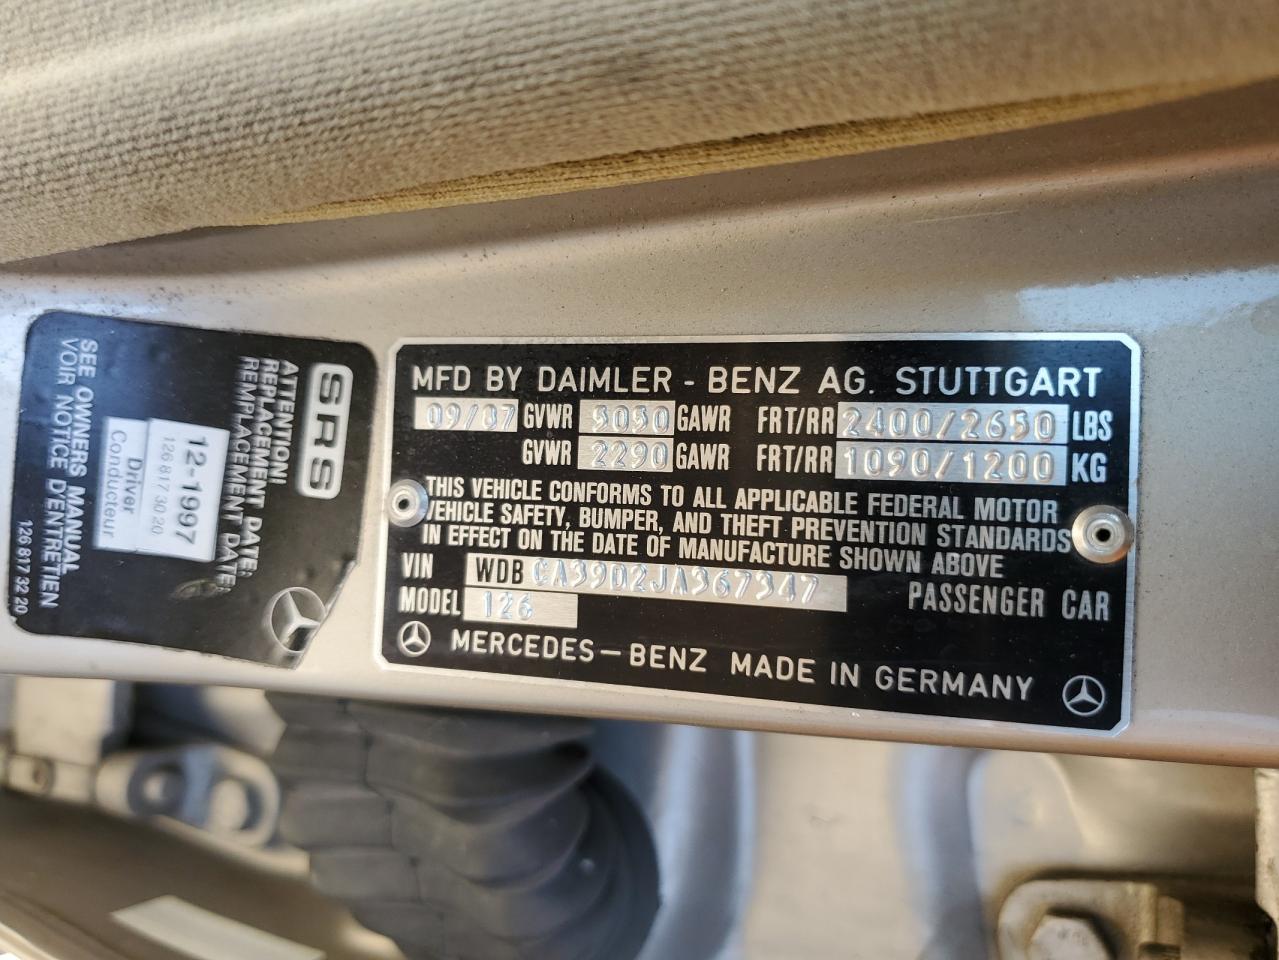 SRS
ATTENTION!
REPLACEMENT DATE:
REMPLACEMENT DATE:
12-1997
126 817 30 20
Driver
Conducteur
SEE OWNERS MANUAL
VOIR NOTICE D'ENTRETIEN
126 817 32 20
MFD BY DAIMLER - BENZ AG. STUTTGART
09/87 GVWR 5050 GAWR FRT/RR 2400/2650 LBS
GVWR 2290 GAWR FRT/RR 1090/1200 KG
THIS VEHICLE CONFORMS TO ALL APPLICABLE FEDERAL MOTOR
VEHICLE SAFETY, BUMPER, AND THEFT PREVENTION STANDARDS
IN EFFECT ON THE DATE OF MANUFACTURE SHOWN ABOVE
VIN WDB CA39D2JA367347
MODEL 126 PASSENGER CAR
MERCEDES-BENZ MADE IN GERMANY